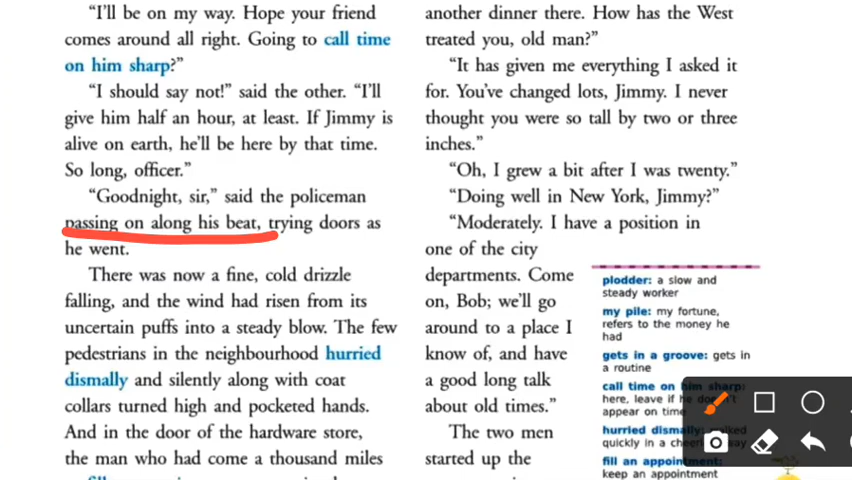 “I’ll be on my way. Hope your friend
comes around all right. Going to call time
on him sharp?”
“I should say not!” said the other. “I’ll
give him half an hour, at least. If Jimmy is
alive on earth, he’ll be here by that time.
So long, officer.”
“Goodnight, sir,” said the policeman
passing on along his beat, trying doors as
he went.
There was now a fine, cold drizzle
falling, and the wind had risen from its
uncertain puffs into a steady blow. The few
pedestrians in the neighbourhood hurried
dismally and silently along with coat
collars turned high and pocketed hands.
And in the door of the hardware store,
the man who had come a thousand miles
another dinner there. How has the West
treated you, old man?”
“It has given me everything I asked it
for. You’ve changed lots, Jimmy. I never
thought you were so tall by two or three
inches.”
“Oh, I grew a bit after I was twenty.”
“Doing well in New York, Jimmy?”
“Moderately. I have a position in
one of the city
departments. Come
on, Bob; we’ll go
around to a place I
know of, and have
a good long talk
about old times.”
The two men
started up the
plodder: a slow and
steady worker
my pile: my fortune,
refers to the money he
had
gets in a groove: gets in
a routine
call time on him sharp:
here, leave if he
appear on time
hurried dismally:
quickly in a
fill an appointment:
keep an appointment